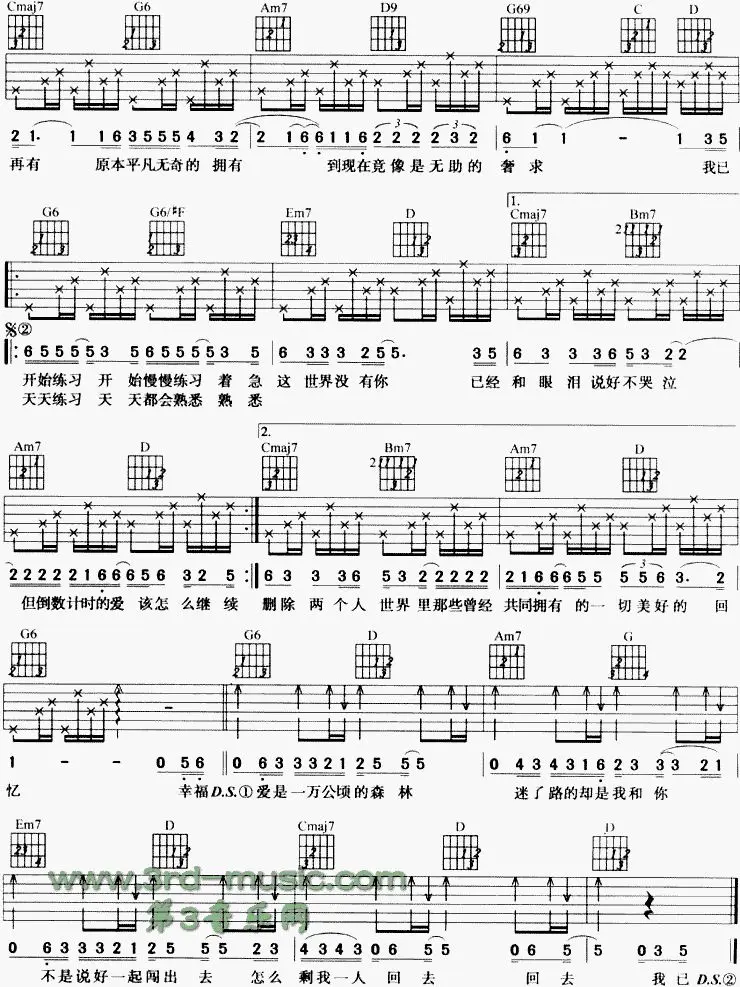 Cmaj7 G6 Am7 D9 G69 C D
2 1· 1 1 1 6 3 5 5 5 4 3 2 2 1 6 6 1 1 6 2 2 2 2 3 2 6 1 1 1 - 1 3 5
再有 原本平凡无奇的 拥有 到现在竟像是无助的 奢求 我已
1. 
G6 G6/♯F Em7 D Cmaj7 Bm7
②
6 5 5 5 5 5 3 5 6 5 5 5 5 3 5 6 3 3 3 2 5 5· 3 5 6 3 3 3 6 5 3 2 2
开始练习 开 始慢慢练习 着急 这世界没有你 已经和眼泪说好不哭泣
天天练习 天 天都会熟悉 熟悉
2.
Am7 D Cmaj7 Bm7 Am7 D
2 2 2 2 2 1 6 6 5 5 6 3 2 5 6 3 3 3 6 5 3 2 2 2 2 2 2 1 6 6 6 5 5 5 5 6 3· 2
但倒数计时的爱 该怎么继续 删除 两个人 世界里那些曾经 共同拥有的一切美好的 回
G6 G6 D Am7 G
1 - - 0 5 6 0 6 3 3 3 3 2 2 5 5 5 0 4 3 4 3 1 6 2 3 3 3 2 1
忆 幸福D.S.①爱是一万公顷的森林 迷了路的却是我和你
Em7 D Cmaj7 D D
www.3rd-music.com
第3音乐网
0 6 3 3 3 2 1 2 5 5 5 2 3 4 3 4 3 0 6 5 5 0 6 5 5 0 3 5
不是说好一起闯出去 怎么 剩我一人 回去 回去 我已D.S.②